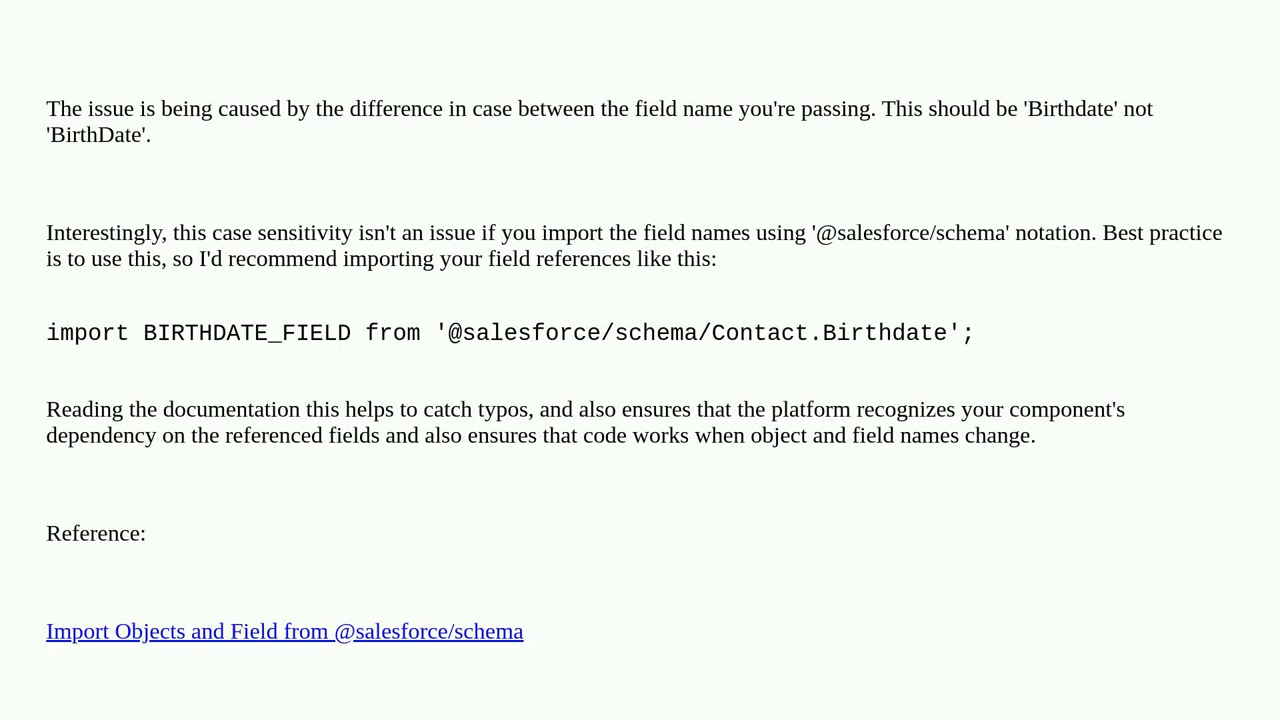 The issue is being caused by the difference in case between the field name you're passing. This should be 'Birthdate' not
'BirthDate'.
Interestingly, this case sensitivity isn't an issue if you import the field names using '@salesforce/schema' notation. Best practice
is to use this, so I'd recommend importing your field references like this:
import BIRTHDATE_FIELD from '@salesforce/schema/Contact.Birthdate';
Reading the documentation this helps to catch typos, and also ensures that the platform recognizes your component's
dependency on the referenced fields and also ensures that code works when object and field names change.
Reference:
Import Objects and Field from @salesforce/schema